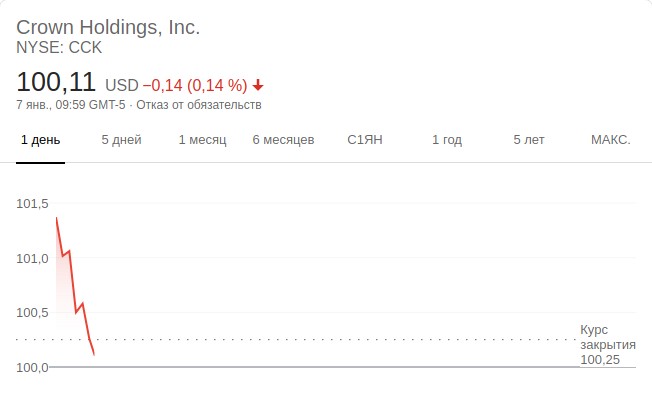 Crown Holdings, Inc.
NYSE: CCK
100,11 USD −0,14 (0,14 %)
7 янв., 09:59 GMT-5 · Отказ от обязательств
1 день 5 дней 1 месяц 6 месяцев С1ЯН 1 год 5 лет МАКС.
101,5
101,0
100,5
100,0
Курс
закрытия
100,25